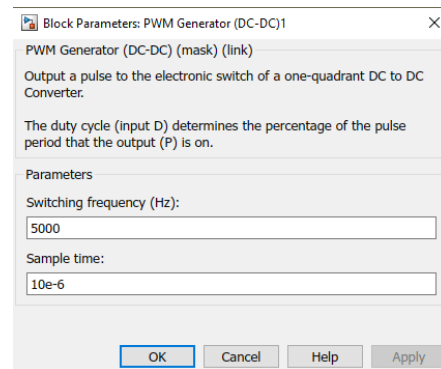 Block Parameters: PWM Generator (DC-DC)1
PWM Generator (DC-DC) (mask) (link)
Output a pulse to the electronic switch of a one-quadrant DC to DC
Converter.
The duty cycle (input D) determines the percentage of the pulse
period that the output (P) is on.
Parameters
Switching frequency (Hz):
5000
Sample time:
10e-6
OK Cancel Help Apply